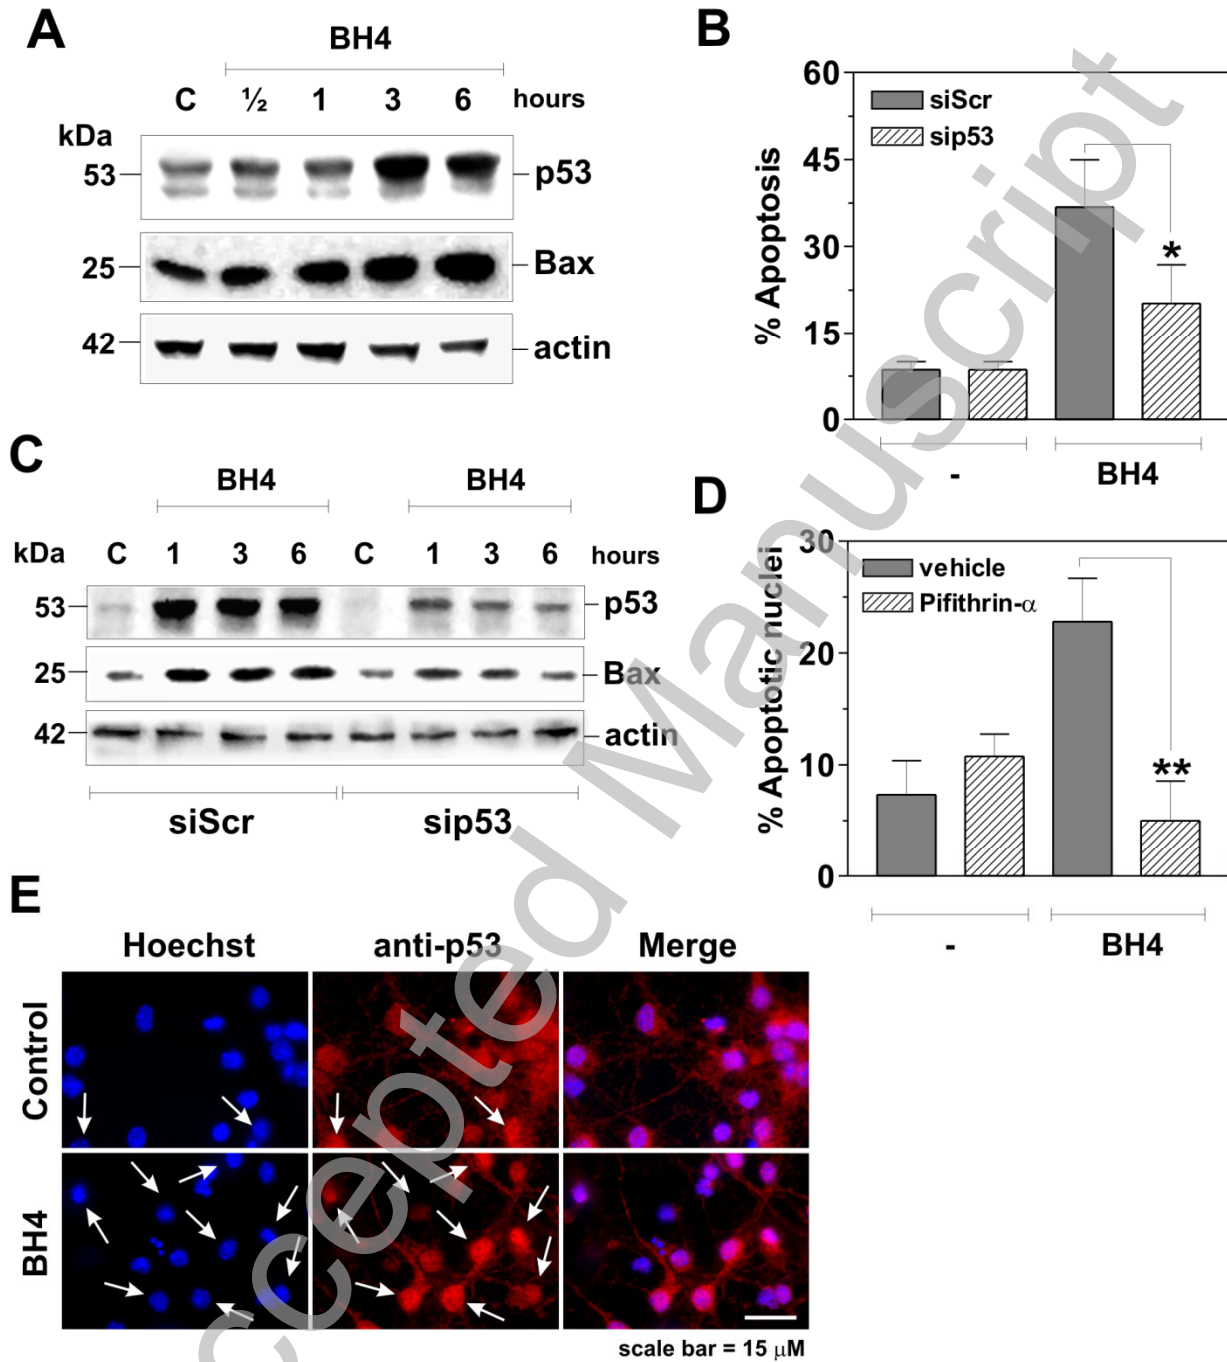 A
BH4
C ½ 1 3 6 hours
kDa
53 p53
25 Bax
42 actin
B
60
45
30
15
0
% Apoptosis
siScr
sip53
*
- BH4
C
BH4 BH4
kDa C 1 3 6 C 1 3 6 hours
53 p53
25 Bax
42 actin
siScr sip53
D
30
20
10
0
% Apoptotic nuclei
vehicle
Pifithrin-α
**
- BH4
E
Hoechst anti-p53 Merge
Control
BH4
scale bar = 15 μM
ccepted Manuscript